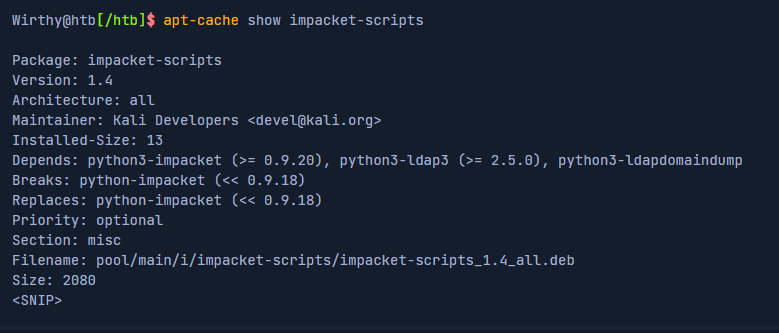 Wirthy@htb[/htb]$ apt-cache show impacket-scripts
Package: impacket-scripts
Version: 1.4
Architecture: all
Maintainer: Kali Developers <devel@kali.org>
Installed-Size: 13
Depends: python3-impacket (>= 0.9.20), python3-ldap3 (>= 2.5.0), python3-ldapdomaindump
Breaks: python-impacket (<< 0.9.18)
Replaces: python-impacket (<< 0.9.18)
Priority: optional
Section: misc
Filename: pool/main/i/impacket-scripts/impacket-scripts_1.4_all.deb
Size: 2080
<SNIP>